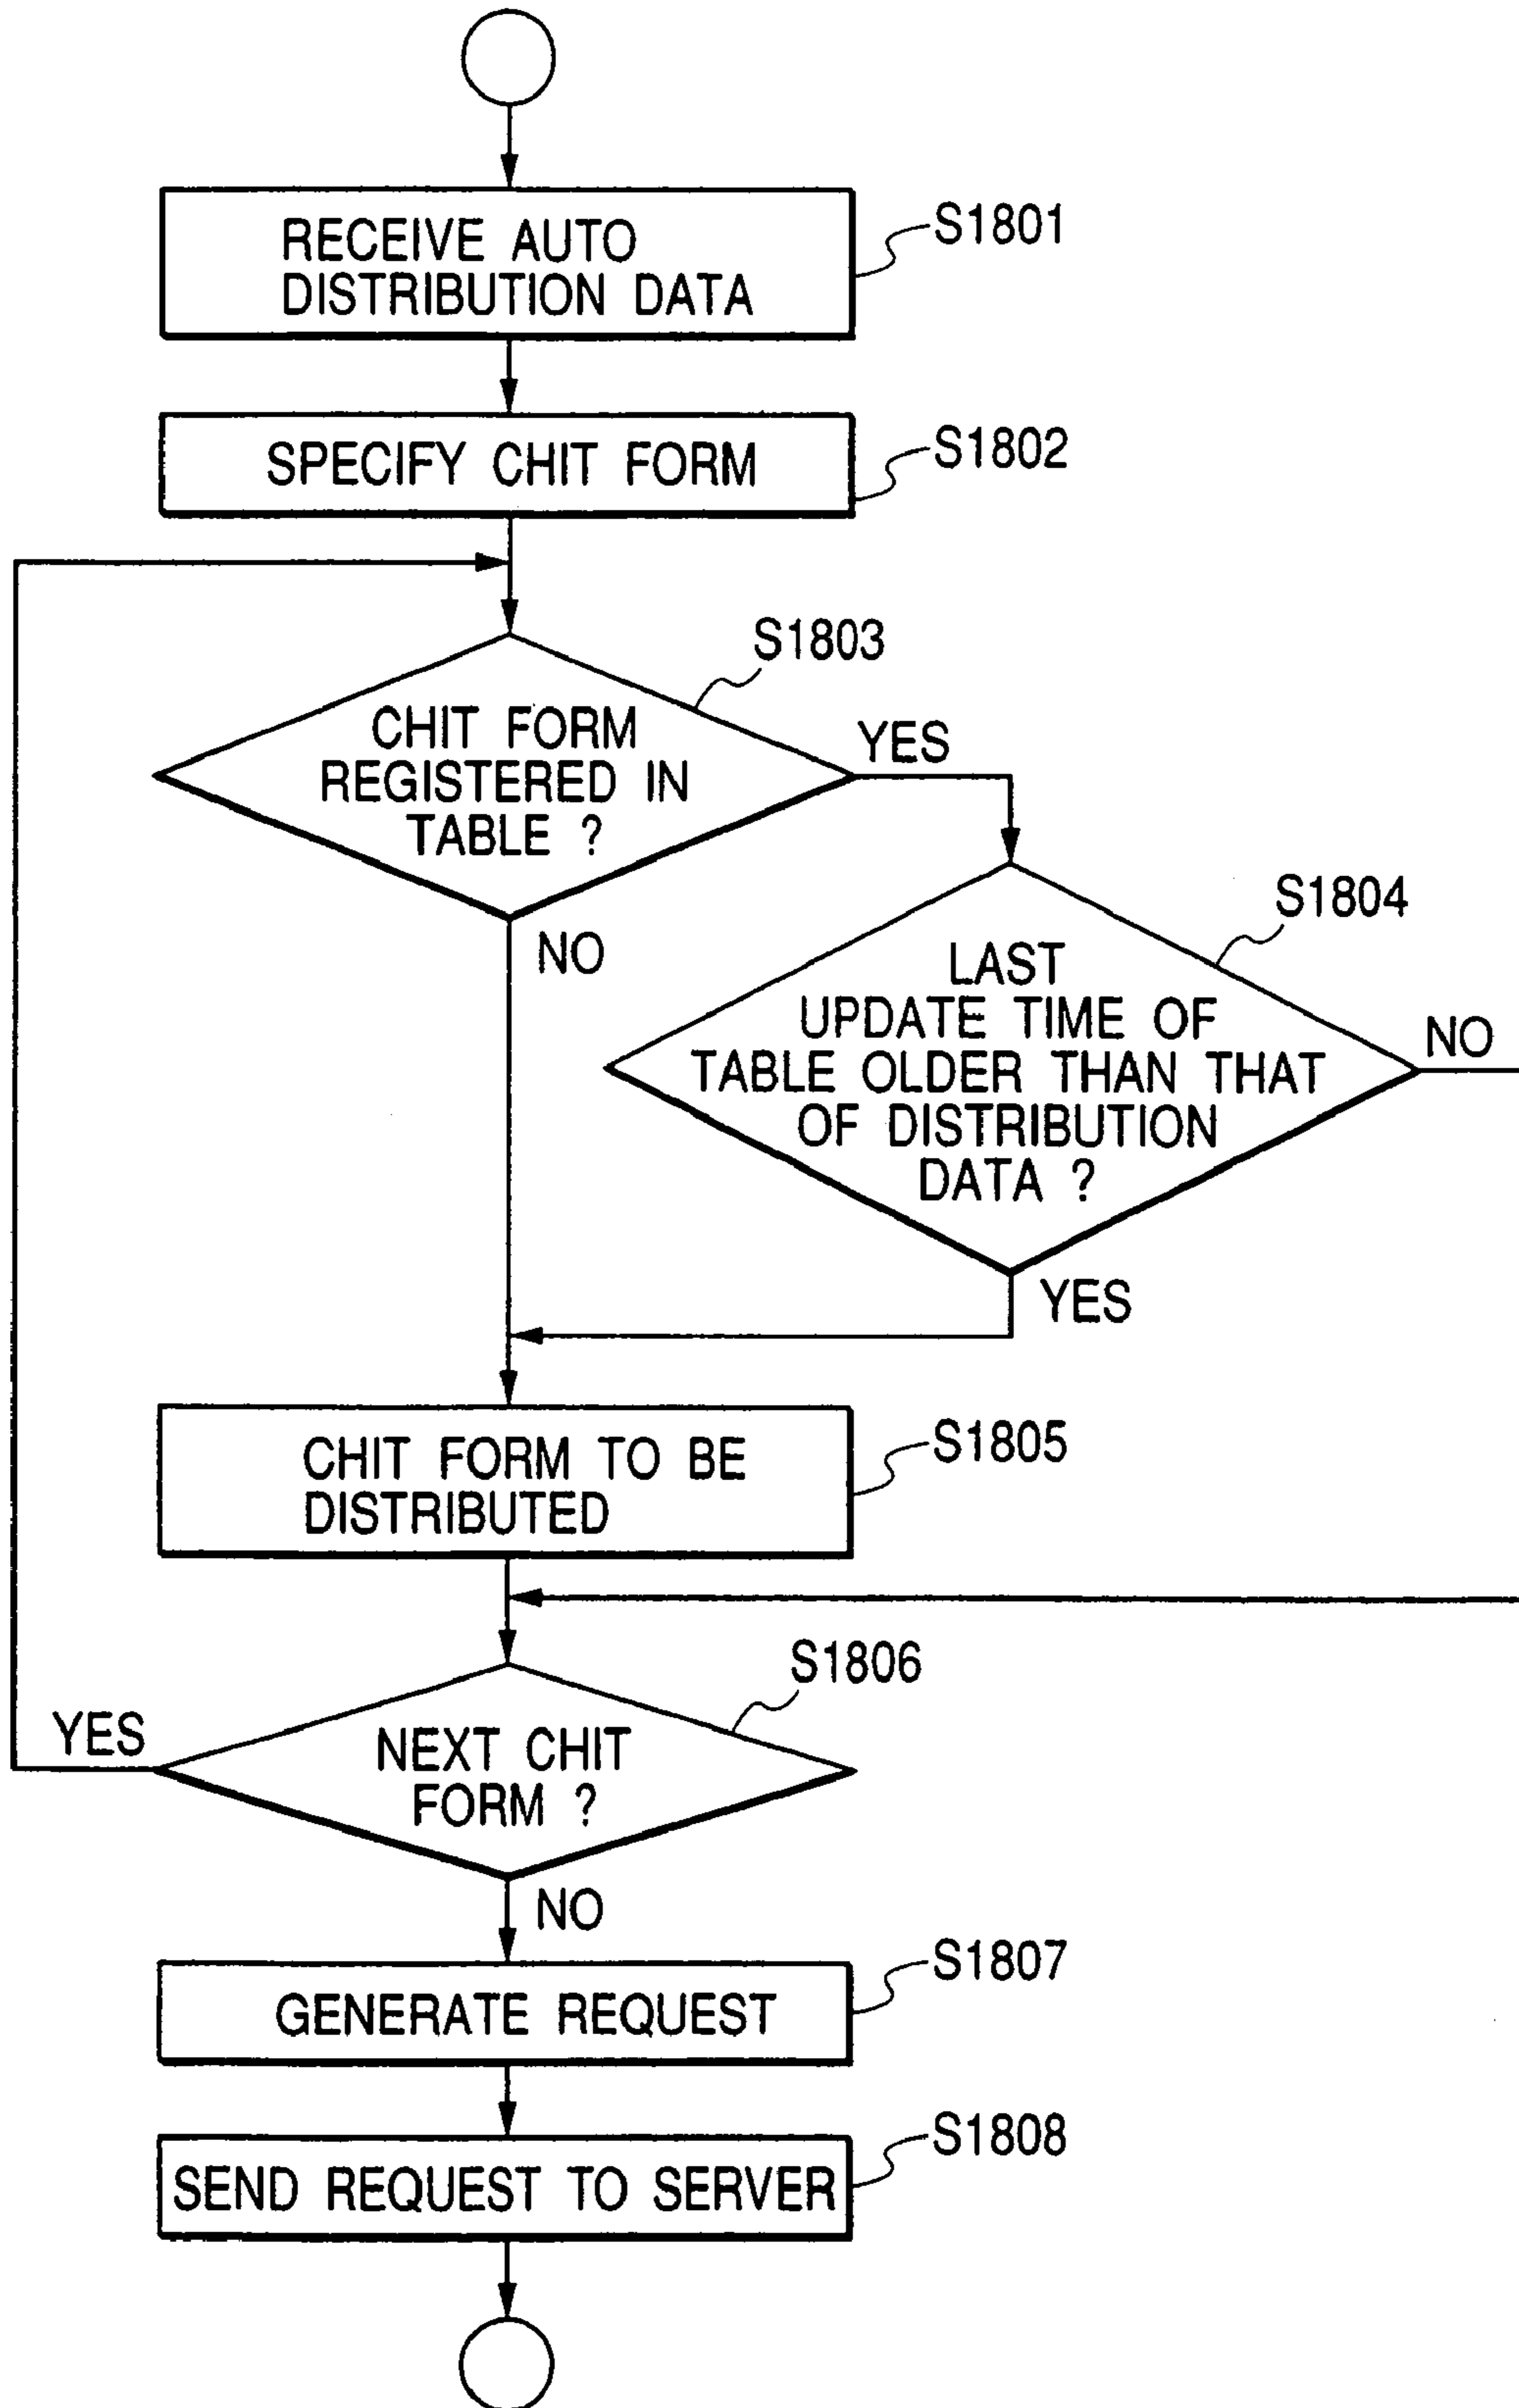 RECEIVE AUTO
DISTRIBUTION DATA
S1801
SPECIFY CHIT FORM
S1802
S1803
CHIT FORM
REGISTERED IN
TABLE ?
YES
NO
S1804
LAST
UPDATE TIME OF
TABLE OLDER THAN THAT
OF DISTRIBUTION
DATA ?
NO
YES
CHIT FORM TO BE
DISTRIBUTED
S1805
S1806
YES
NEXT CHIT
FORM ?
NO
S1807
GENERATE REQUEST
S1808
SEND REQUEST TO SERVER